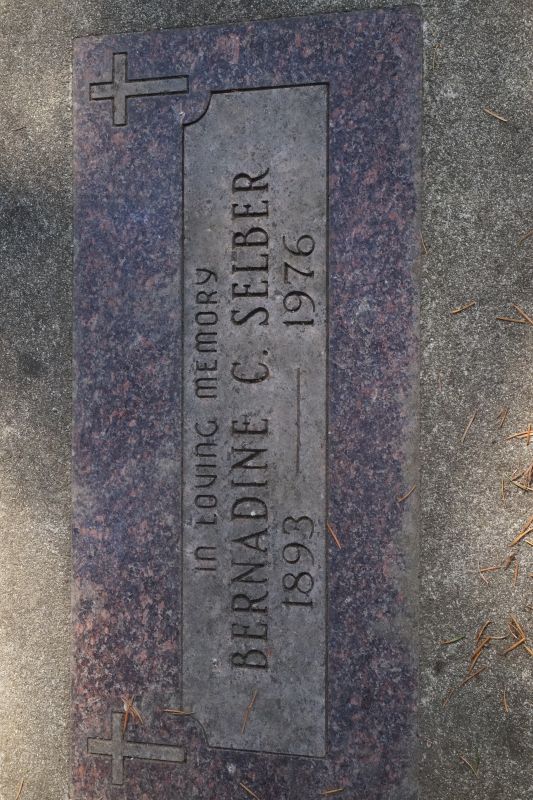 IN LOVING MEMORY
BERNADINE C. SELBER
1893 — 1976